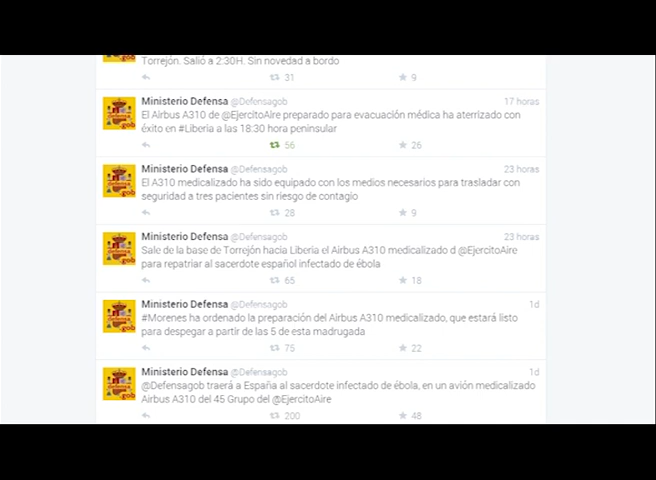 Torrejón. Salió a 2:30H. Sin novedad a bordo
31 9
Ministerio Defensa @Defensagob 17 horas
El Airbus A310 de @EjercitoAire preparado para evacuación médica ha aterrizado con
éxito en #Liberia a las 18:30 hora peninsular
56 26
Ministerio Defensa @Defensagob 23 horas
El A310 medicalizado ha sido equipado con los medios necesarios para trasladar con
seguridad a tres pacientes sin riesgo de contagio
28 9
Ministerio Defensa @Defensagob 23 horas
Sale de la base de Torrejón hacia Liberia el Airbus A310 medicalizado d @EjercitoAire
para repatriar al sacerdote español infectado de ébola
65 18
Ministerio Defensa @Defensagob 1d
#Morenes ha ordenado la preparación del Airbus A310 medicalizado, que estará listo
para despegar a partir de las 5 de esta madrugada
75 22
Ministerio Defensa @Defensagob 1d
@Defensagob traerá a España al sacerdote infectado de ébola, en un avión medicalizado
Airbus A310 del 45 Grupo del @EjercitoAire
200 48